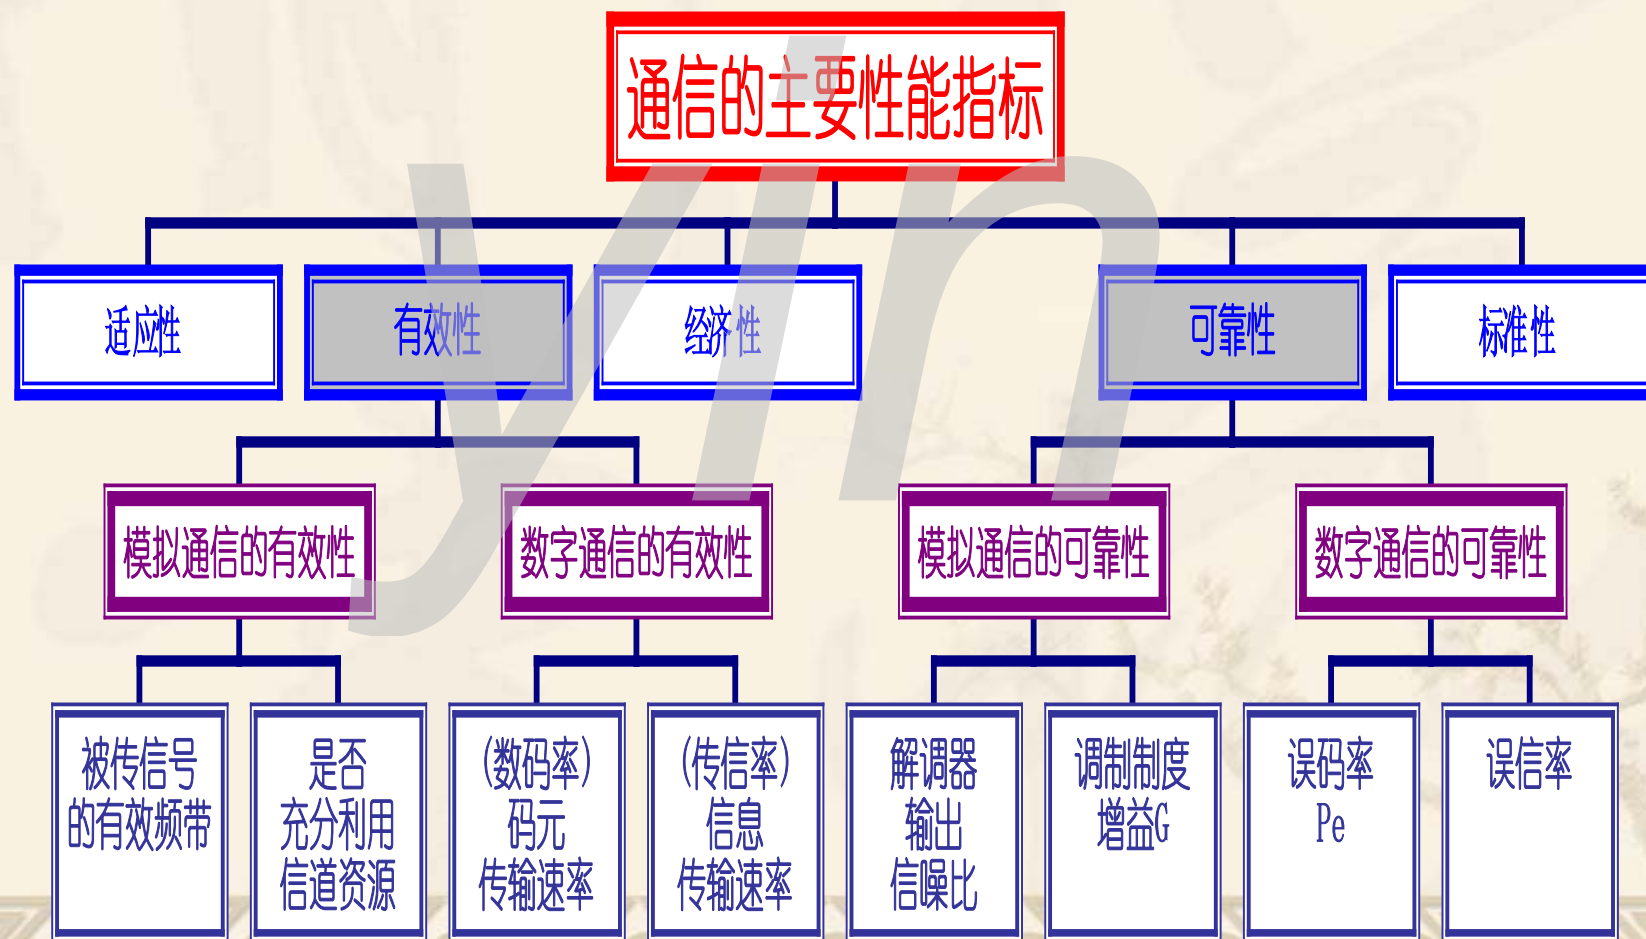 通信的主要性能指标
适应性
有效性
经济性
可靠性
标准性
模拟通信的有效性
数字通信的有效性
模拟通信的可靠性
数字通信的可靠性
被传信号
的有效频带
是否
充分利用
信道资源
(数码率)
码元
传输速率
(传信率)
信息
传输速率
解调器
输出
信噪比
调制制度
增益G
误码率
Pe
误信率
yin